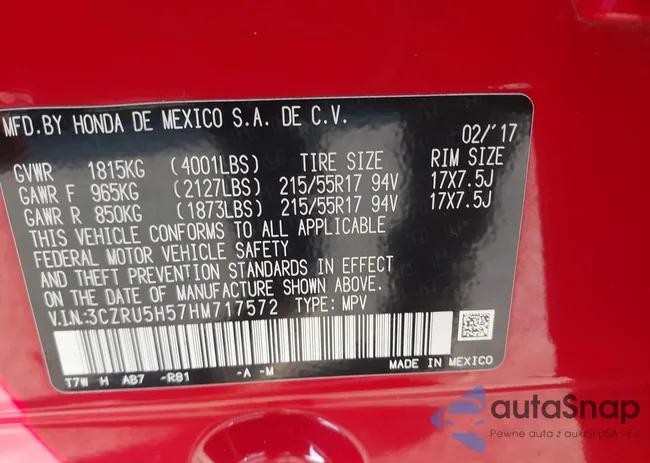 MFD.BY HONDA DE MEXICO S.A. DE C.V.
02/'17
GVWR 1815KG (4001LBS) TIRE SIZE RIM SIZE
GAWR F 965KG (2127LBS) 215/55R17 94V 17X7.5J
GAWR R 850KG (1873LBS) 215/55R17 94V 17X7.5J
THIS VEHICLE CONFORMS TO ALL APPLICABLE
FEDERAL MOTOR VEHICLE SAFETY
AND THEFT PREVENTION STANDARDS IN EFFECT
ON THE DATE OF MANUFACTURE SHOWN ABOVE.
V.I.N:3CZRU5H57HM717572 TYPE: MPV
MADE IN MEXICO
T7W H AB7 -R81 -A -M
autaSnap
Pewne auta z aukcji USA - EU